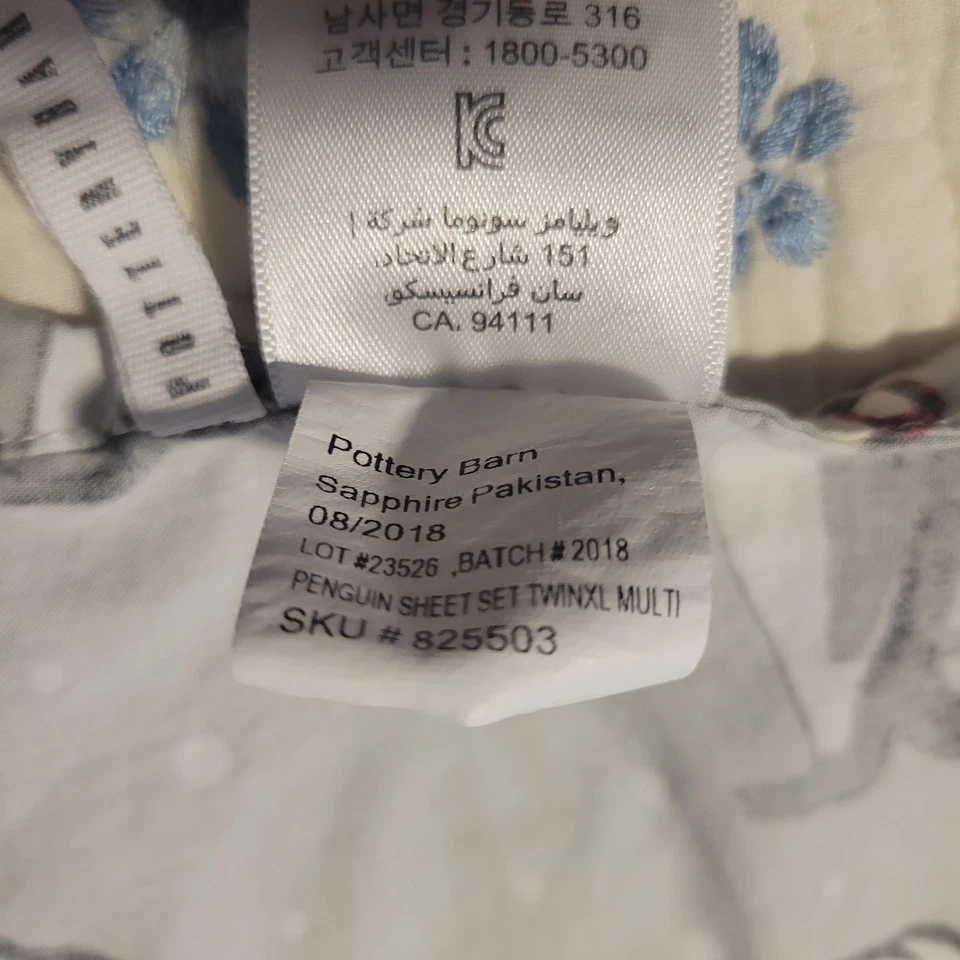 남사면 경기동로 316
고객센터 : 1800-5300
KC
ويليامز سونوما شركة |
151 شارع الاتحاد،
سان فرانسيسكو،
CA. 94111
Pottery Barn
Sapphire Pakistan,
08/2018
LOT #23526 ,BATCH # 2018
PENGUIN SHEET SET TWINXL MULTI
SKU # 825503